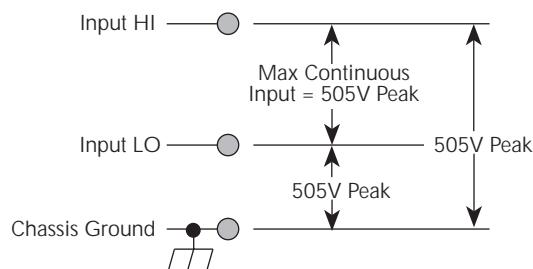 Input HI
Max Continuous
Input = 505V Peak
Input LO
505V Peak
505V Peak
Chassis Ground